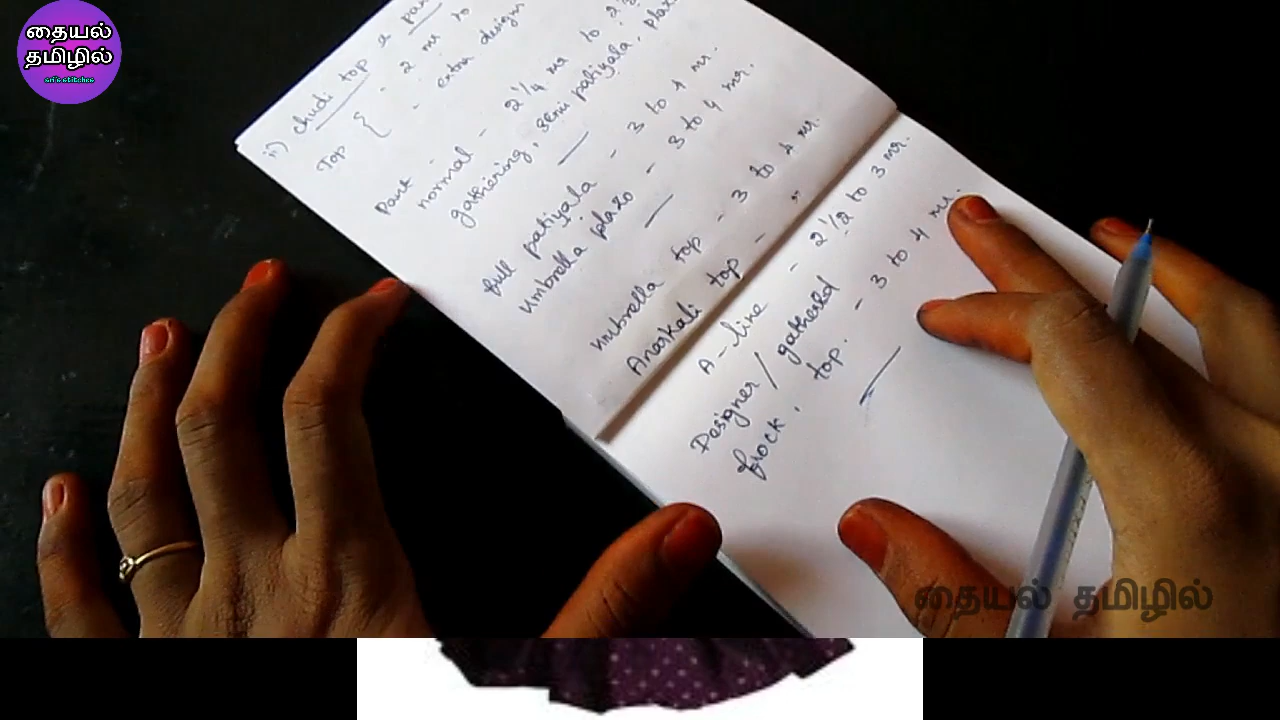 தையல்
தமிழில்
sri's stitches
ii) chudi top &
Top { - 2 mr to
- extra designs
Pant -
normal - 2 1/4 mr to
gathering, semi patiyala,
full patiyala - 3 to 4 mr.
umbrella plazo - 3 to 4 mr.
umbrella top - 3 to 4 mr.
Anarkali top - "
A-line - 2 1/2 to 3 mr.
Designer / gathered
frock, top. - 3 to 4 mr.
தையல் தமிழில்